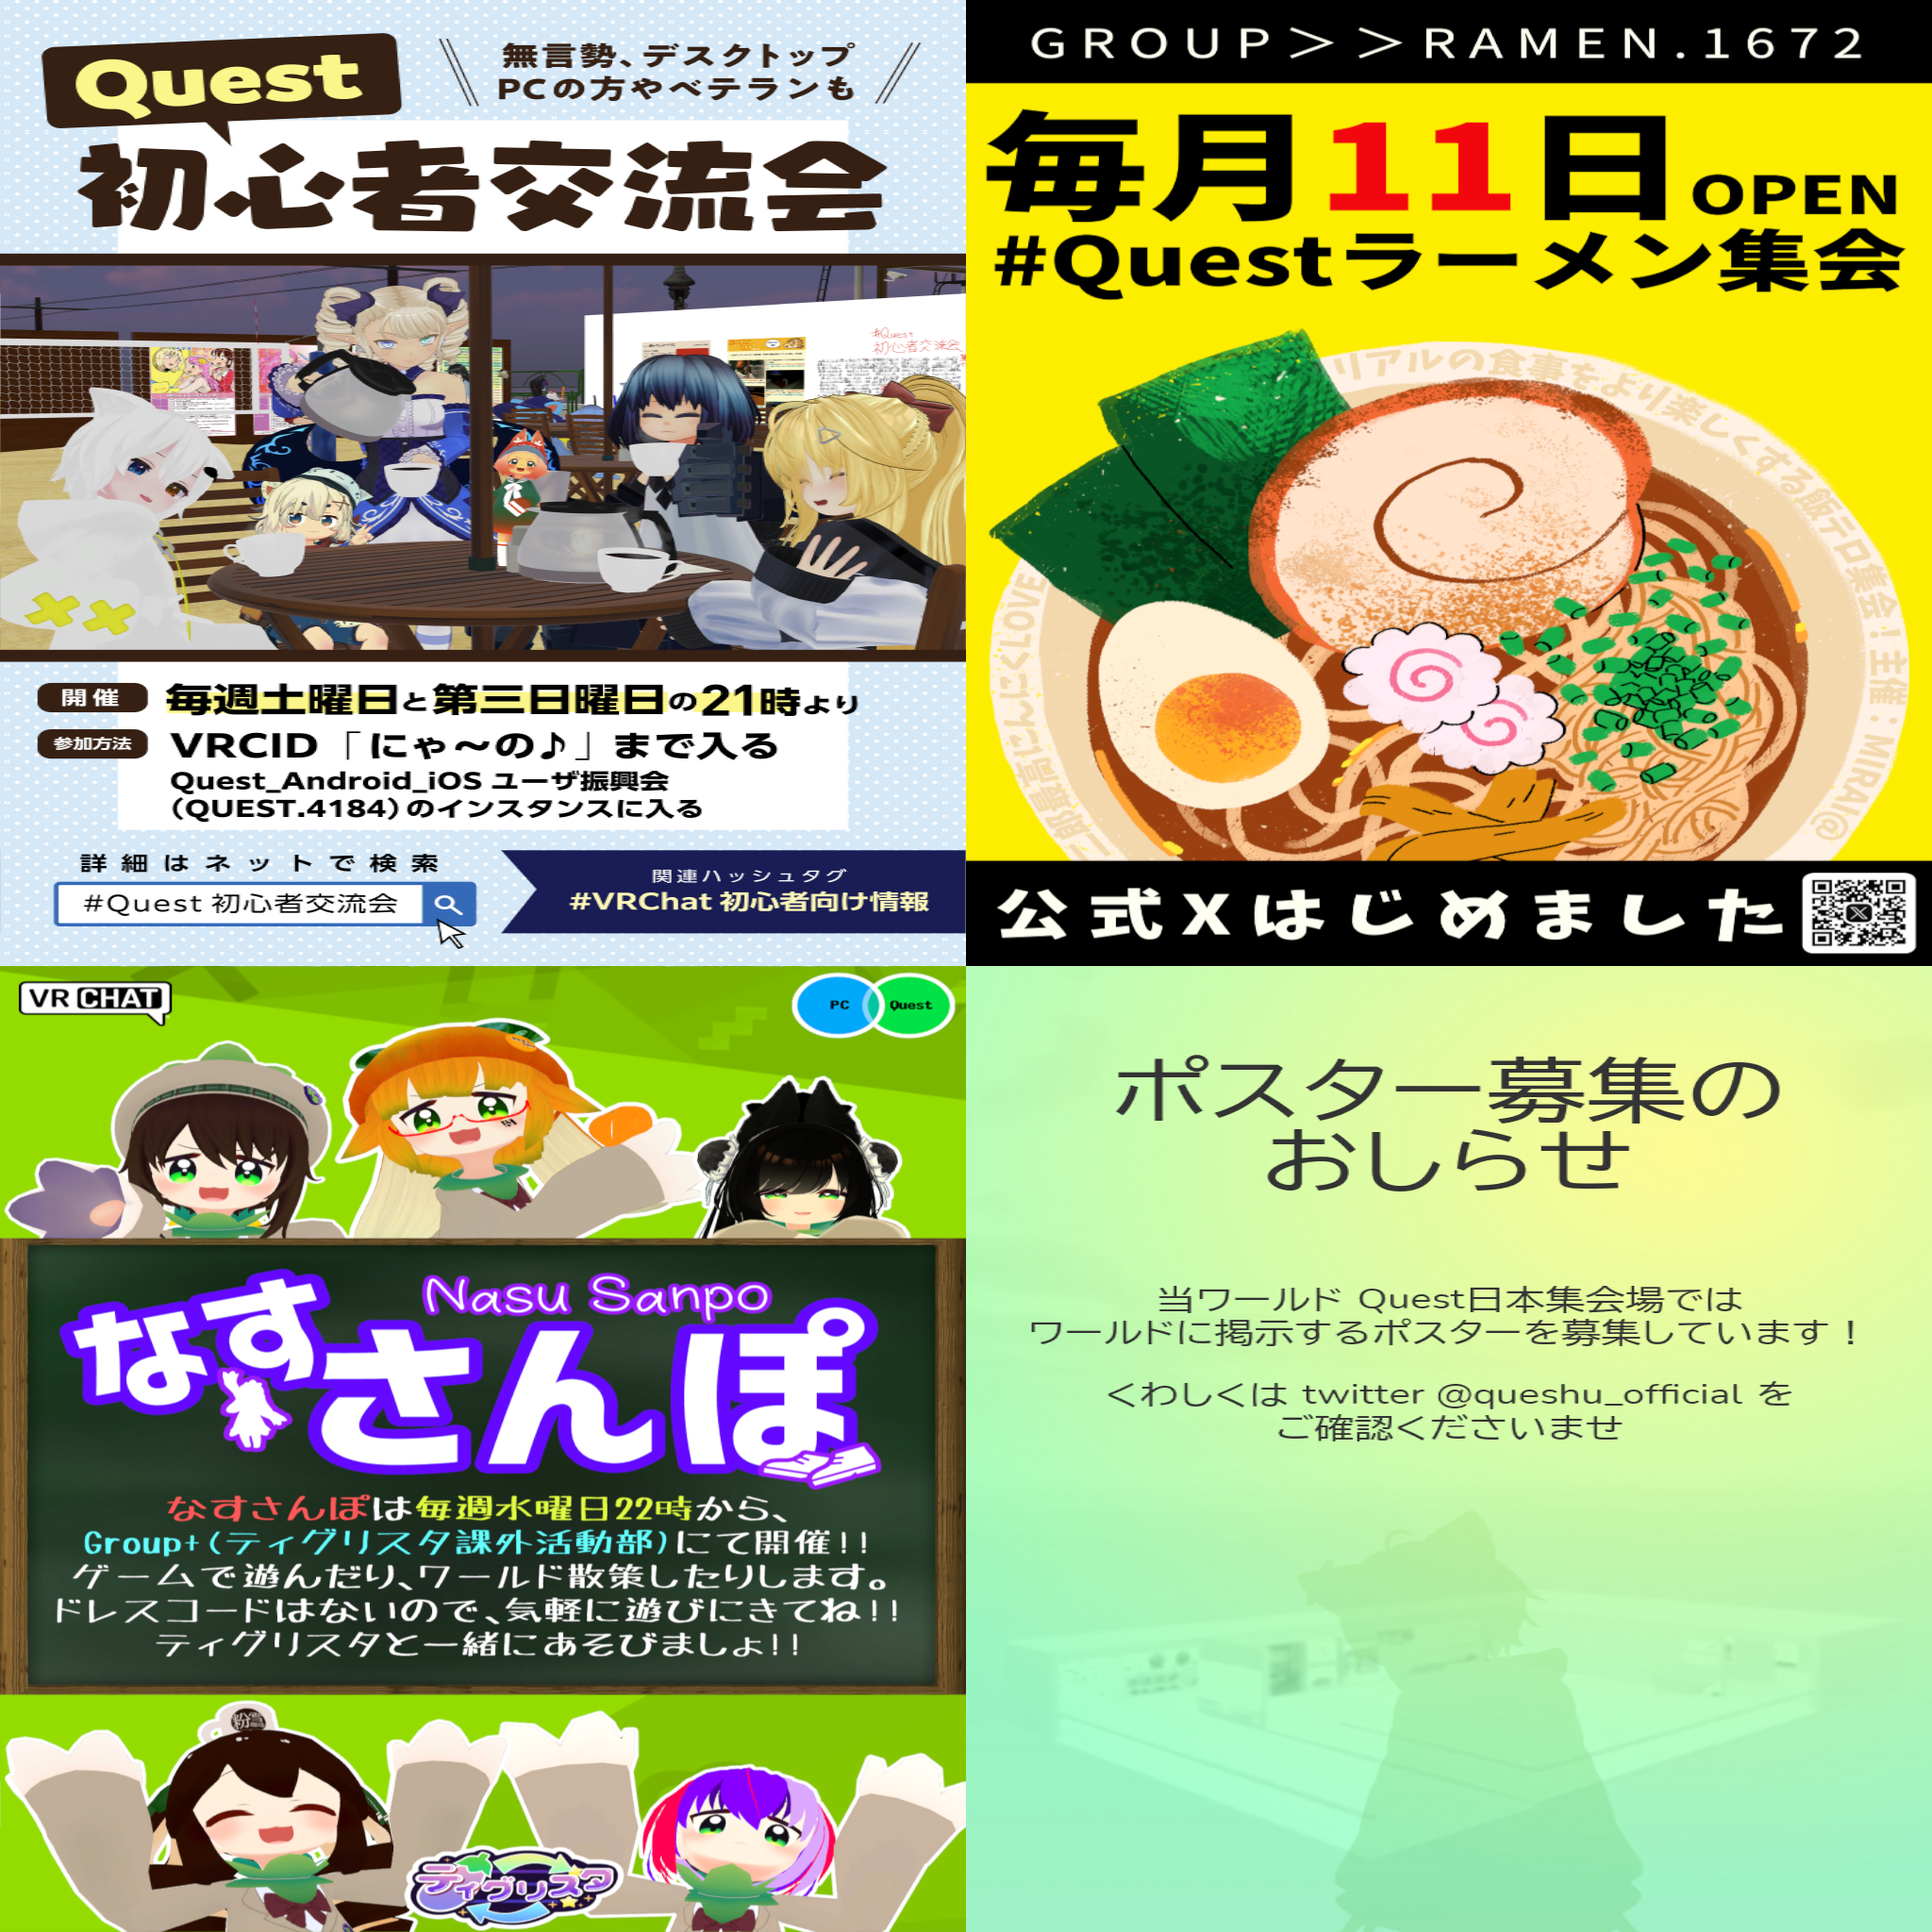 Quest
無言勢、デスクトップ
PCの方やベテランも
初心者交流会
#Quest
初心者交流会
開催
毎週土曜日と第三日曜日の21時より
参加方法
VRCID「にゃ～の♪」まで入る
Quest_Android_iOS ユーザ振興会
（QUEST.4184）のインスタンスに入る
詳細はネットで検索
#Quest 初心者交流会
関連ハッシュタグ
#VRChat 初心者向け情報
GROUP＞＞RAMEN.1672
毎月11日 OPEN
#Questラーメン集会
リアルの食事をより楽しくする飯テロ集会！主催：MIRAI@
郎最高にんにくLOVE
公式Xはじめました
VR CHAT
PC
Quest
Nasu Sanpo
なすさんぽ
なすさんぽは毎週水曜日22時から、
Group+(ティグリスタ課外活動部)にて開催!!
ゲームで遊んだり、ワールド散策したりします。
ドレスコードはないので、気軽に遊びにきてね!!
ティグリスタと一緒にあそびましょ!!
ティグリスタ
ポスター募集の
おしらせ
当ワールド Quest日本集会場では
ワールドに掲示するポスターを募集しています！
くわしくは twitter @queshu_official を
ご確認くださいませ